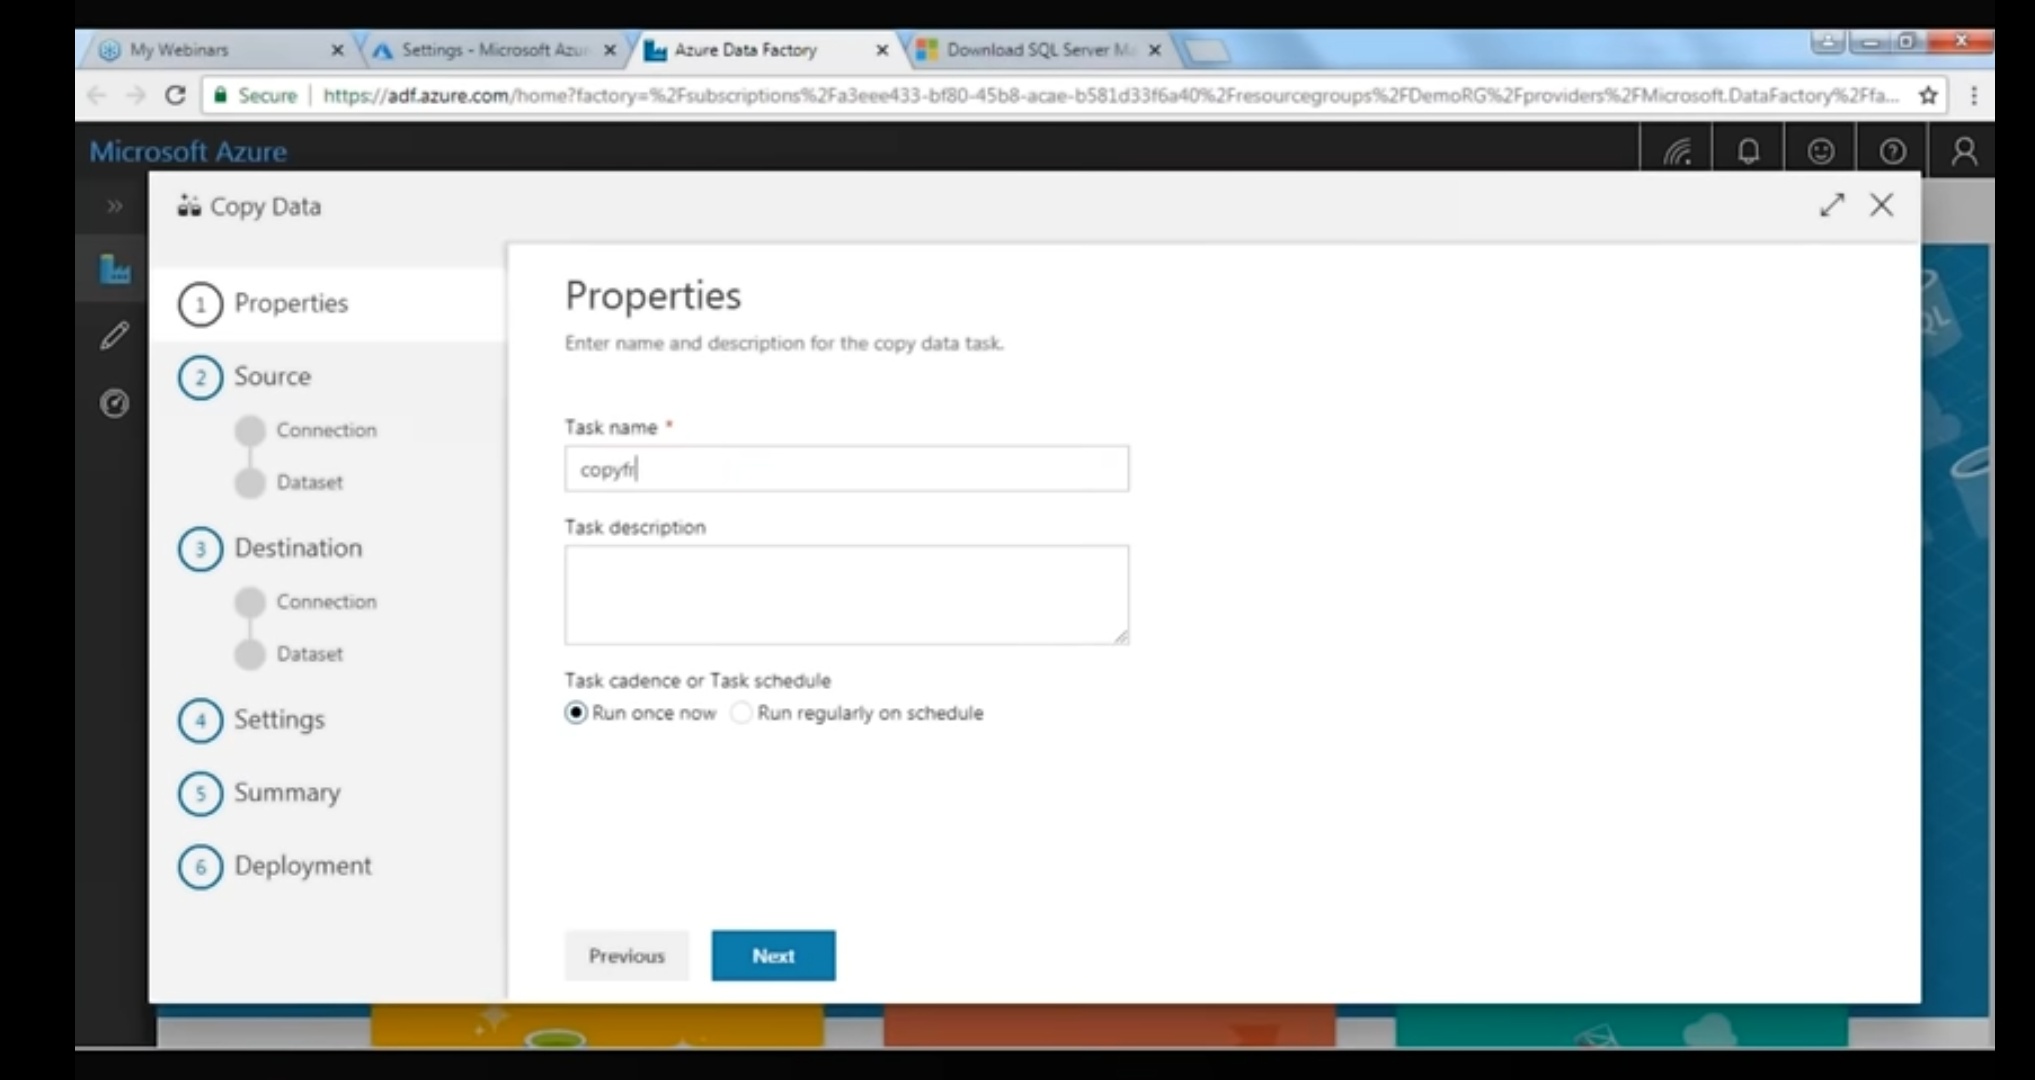 My Webinars
Settings - Microsoft Azur
Azure Data Factory
Download SQL Server M
Secure | https://adf.azure.com/home?factory=%2Fsubscriptions%2Fa3eee433-bf80-45b8-acae-b581d33f6a40%2Fresourcegroups%2FDemoRG%2Fproviders%2FMicrosoft.DataFactory%2Ffa...
Microsoft Azure
Copy Data
1 Properties
2 Source
Connection
Dataset
3 Destination
Connection
Dataset
4 Settings
5 Summary
6 Deployment
Properties
Enter name and description for the copy data task.
Task name *
copyfr
Task description
Task cadence or Task schedule
Run once now Run regularly on schedule
Previous Next